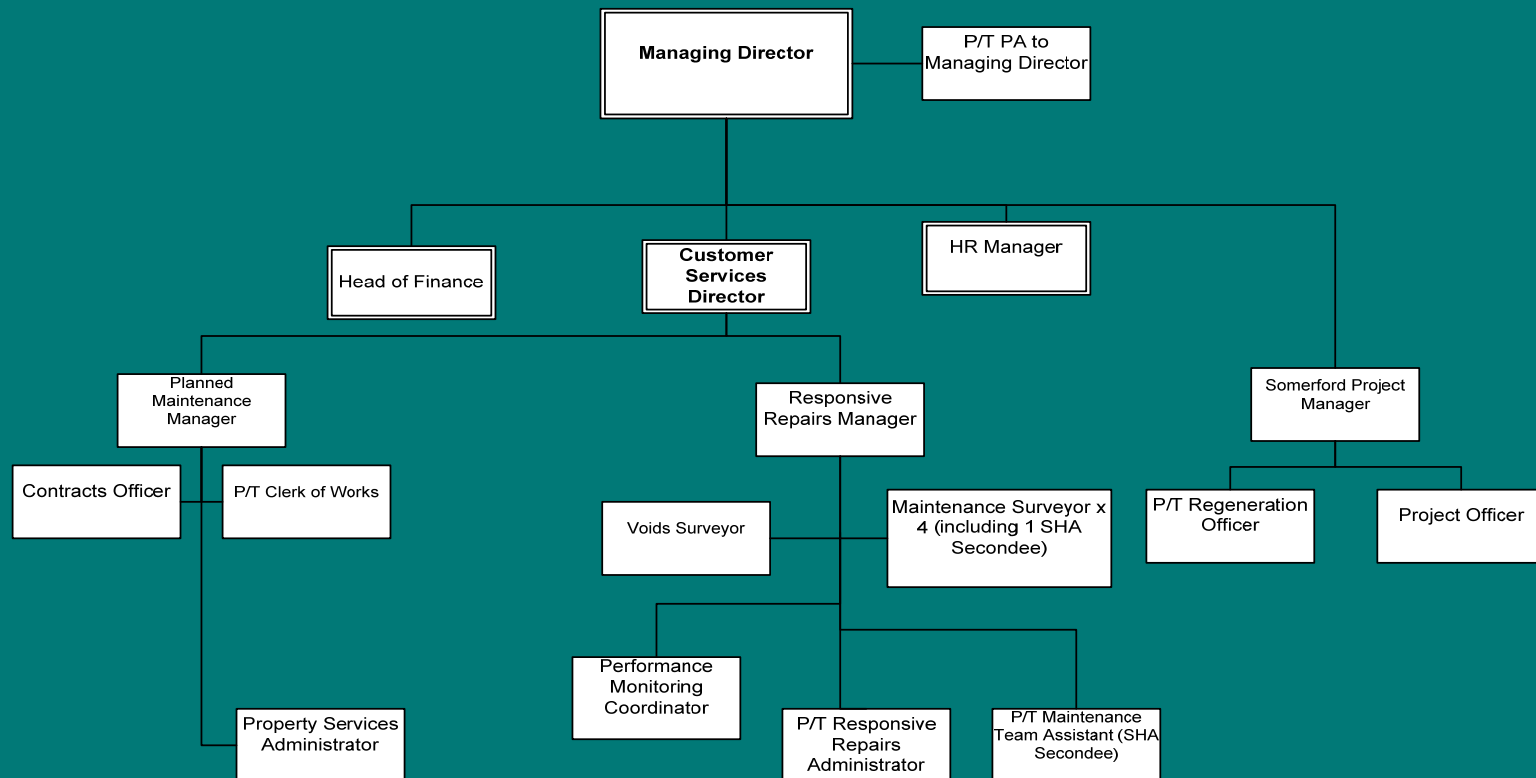 Managing Director
P/T PA to
Managing Director
Head of Finance
Customer
Services
Director
HR Manager
Planned
Maintenance
Manager
Responsive
Repairs Manager
Somerford Project
Manager
Contracts Officer
P/T Clerk of Works
Voids Surveyor
Maintenance Surveyor x
4 (including 1 SHA
Secondee)
P/T Regeneration
Officer
Project Officer
Performance
Monitoring
Coordinator
Property Services
Administrator
P/T Responsive
Repairs
Administrator
P/T Maintenance
Team Assistant (SHA
Secondee)